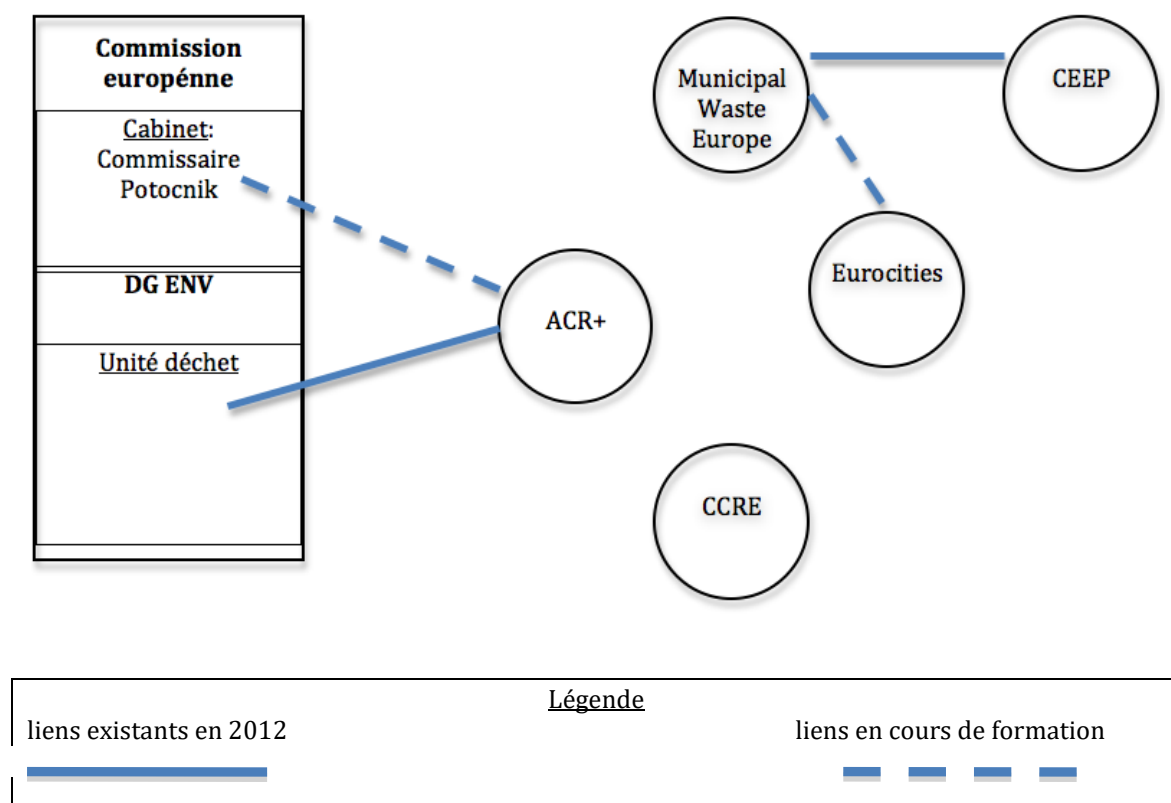 Commission
europénne
Cabinet:
Commissaire
Potocnik
DG ENV
Unité déchet
Municipal
Waste
Europe
CEEP
Eurocities
ACR+
CCRE
Légende
liens existants en 2012
liens en cours de formation